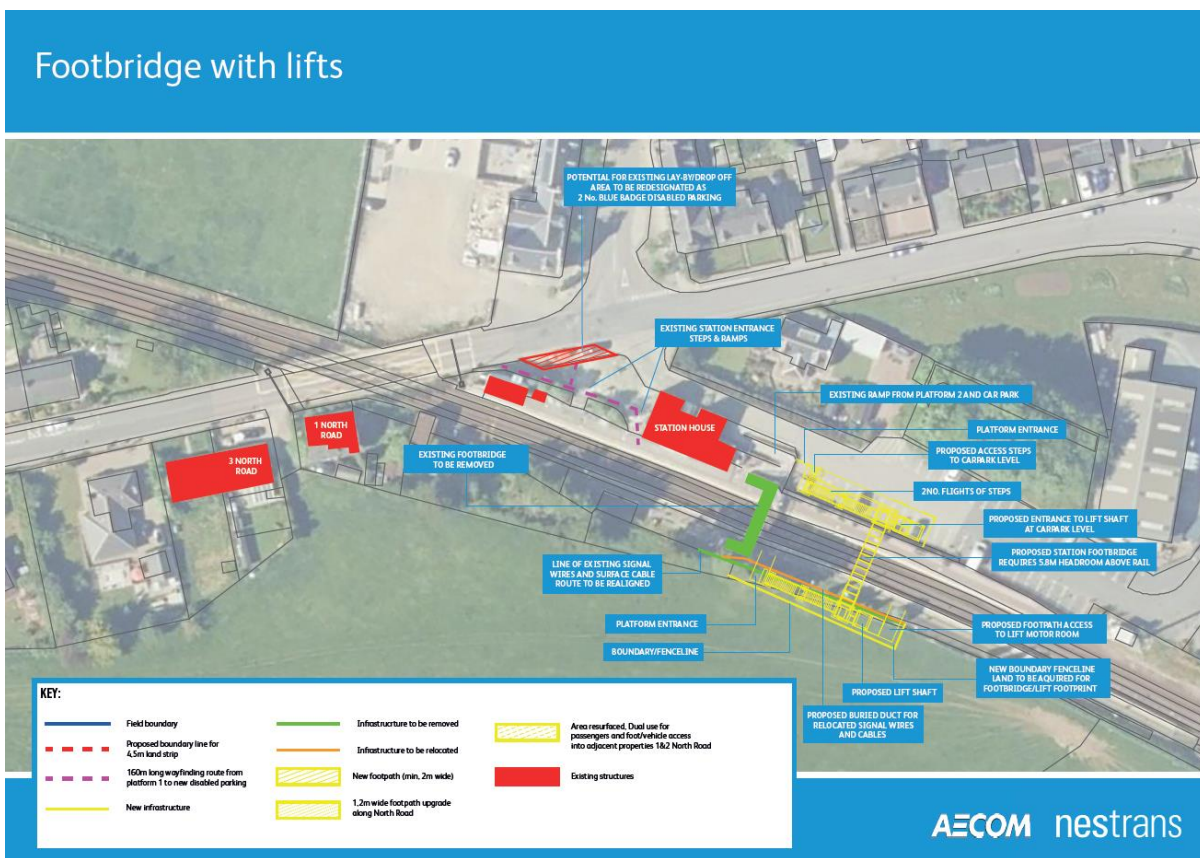 Footbridge with lifts
POTENTIAL FOR EXISTING LAY-BY/DROP OFF
AREA TO BE REDESIGNATED AS
2 No. BLUE BADGE DISABLED PARKING
EXISTING STATION ENTRANCE
STEPS & RAMPS
EXISTING RAMP FROM PLATFORM 2 AND CAR PARK
1 NORTH
ROAD
STATION HOUSE
PLATFORM ENTRANCE
3 NORTH
ROAD
EXISTING FOOTBRIDGE
TO BE REMOVED
PROPOSED ACCESS STEPS
TO CARPARK LEVEL
2NO. FLIGHTS OF STEPS
PROPOSED ENTRANCE TO LIFT SHAFT
AT CARPARK LEVEL
LINE OF EXISTING SIGNAL
WIRES AND SURFACE CABLE
ROUTE TO BE REALIGNED
PROPOSED STATION FOOTBRIDGE
REQUIRES 5.8M HEADROOM ABOVE RAIL
PLATFORM ENTRANCE
PROPOSED FOOTPATH ACCESS
TO LIFT MOTOR ROOM
BOUNDARY/FENCELINE
NEW BOUNDARY FENCELINE
LAND TO BE AQUIRED FOR
FOOTBRIDGE/LIFT FOOTPRINT
PROPOSED LIFT SHAFT
PROPOSED BURIED DUCT FOR
RELOCATED SIGNAL WIRES
AND CABLES
KEY:
Field boundary
Proposed boundary line for
4,5m land strip
160m long wayfinding route from
platform 1 to new disabled parking
New infrastructure
Infrastructure to be removed
Infrastructure to be relocated
New footpath (min, 2m wide)
1,2m wide footpath upgrade
along North Road
Area resurfaced, Dual use for
passengers and foot/vehicle access
into adjacent properties 1&2 North Road
Existing structures
AECOM nestrans